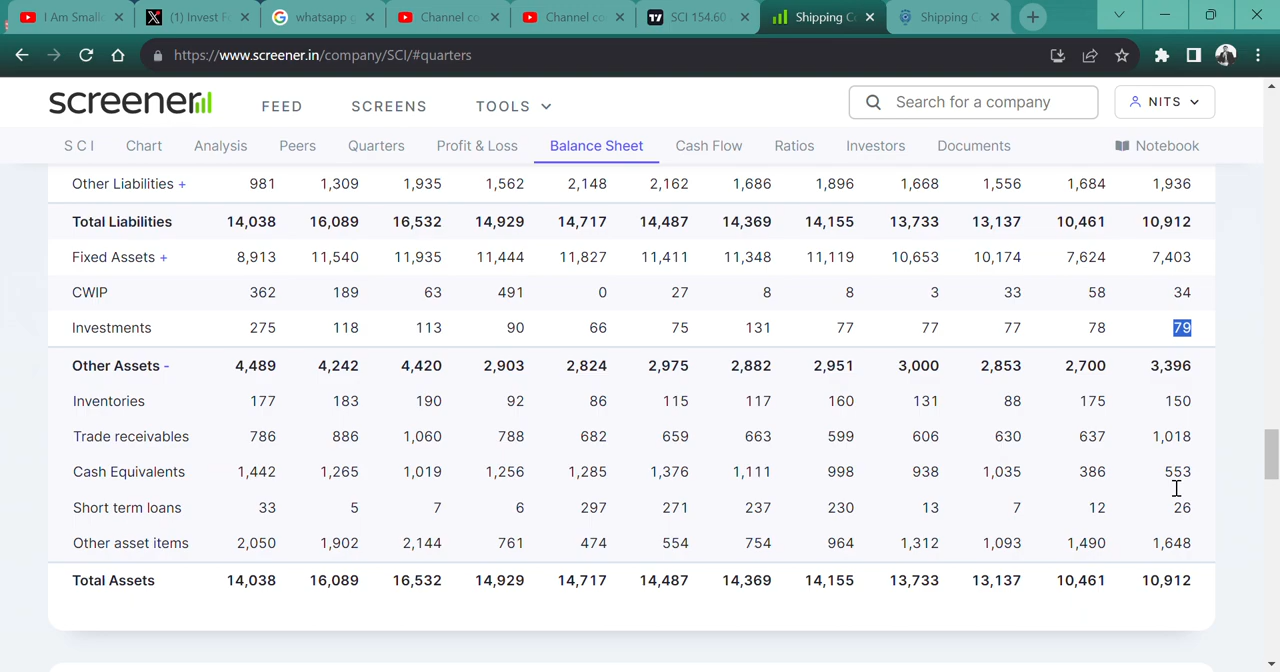 I Am Small
(1) Invest Fo
whatsapp g
Channel co
Channel co
SCI 154.60
Shipping Co
Shipping C
https://www.screener.in/company/SCI/#quarters
screener
FEED SCREENS TOOLS
Search for a company
NITS
S C I Chart Analysis Peers Quarters Profit & Loss Balance Sheet Cash Flow Ratios Investors Documents Notebook
Other Liabilities + 981 1,309 1,935 1,562 2,148 2,162 1,686 1,896 1,668 1,556 1,684 1,936
Total Liabilities 14,038 16,089 16,532 14,929 14,717 14,487 14,369 14,155 13,733 13,137 10,461 10,912
Fixed Assets + 8,913 11,540 11,935 11,444 11,827 11,411 11,348 11,119 10,653 10,174 7,624 7,403
CWIP 362 189 63 491 0 27 8 8 3 33 58 34
Investments 275 118 113 90 66 75 131 77 77 77 78 79
Other Assets - 4,489 4,242 4,420 2,903 2,824 2,975 2,882 2,951 3,000 2,853 2,700 3,396
Inventories 177 183 190 92 86 115 117 160 131 88 175 150
Trade receivables 786 886 1,060 788 682 659 663 599 606 630 637 1,018
Cash Equivalents 1,442 1,265 1,019 1,256 1,285 1,376 1,111 998 938 1,035 386 553
Short term loans 33 5 7 6 297 271 237 230 13 7 12 26
Other asset items 2,050 1,902 2,144 761 474 554 754 964 1,312 1,093 1,490 1,648
Total Assets 14,038 16,089 16,532 14,929 14,717 14,487 14,369 14,155 13,733 13,137 10,461 10,912